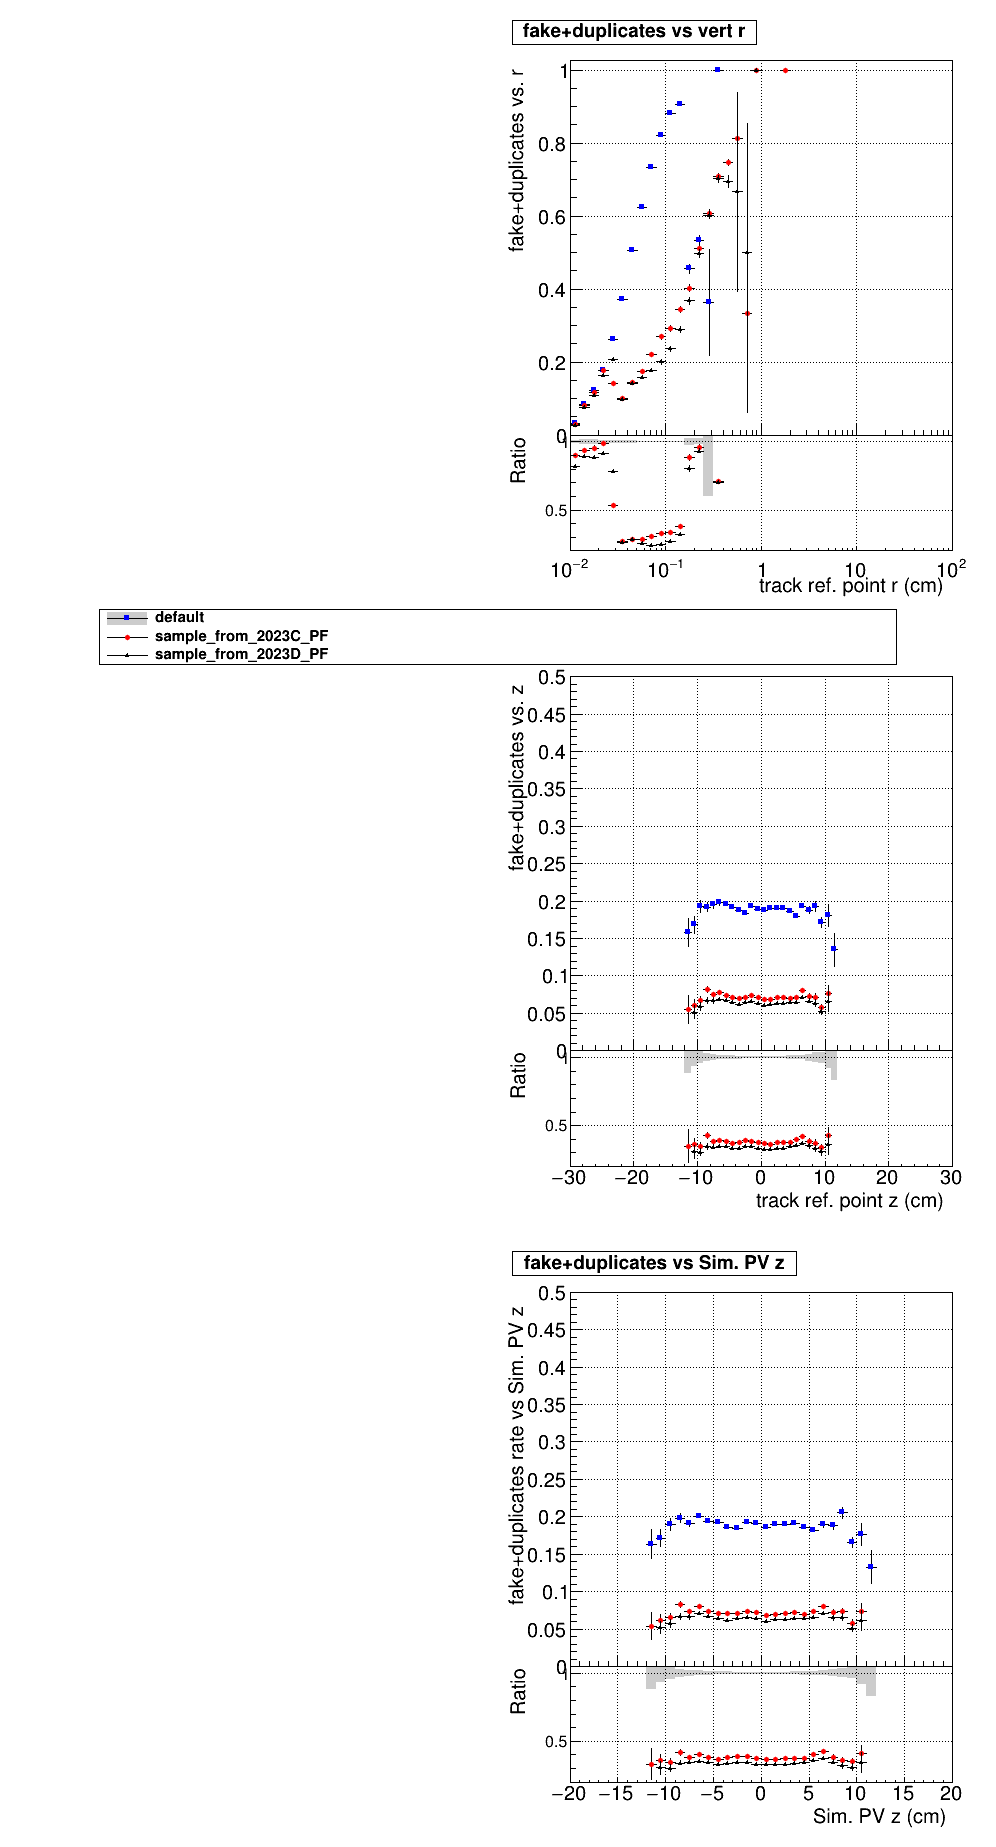 fake+duplicates vs vert r
fake+duplicates vs. r
1
0.8
0.6
0.4
0.2
0
1
Ratio
0.5
10⁻² 10⁻¹ 1 10 10²
track ref. point r (cm)
default
sample_from_2023C_PF
sample_from_2023D_PF
fake+duplicates vs. z
0.5
0.45
0.4
0.35
0.3
0.25
0.2
0.15
0.1
0.05
0
1
Ratio
0.5
−30 −20 −10 0 10 20 30
track ref. point z (cm)
fake+duplicates vs Sim. PV z
fake+duplicates rate vs Sim. PV z
0.5
0.45
0.4
0.35
0.3
0.25
0.2
0.15
0.1
0.05
0
1
Ratio
0.5
−20 −15 −10 −5 0 5 10 15 20
Sim. PV z (cm)